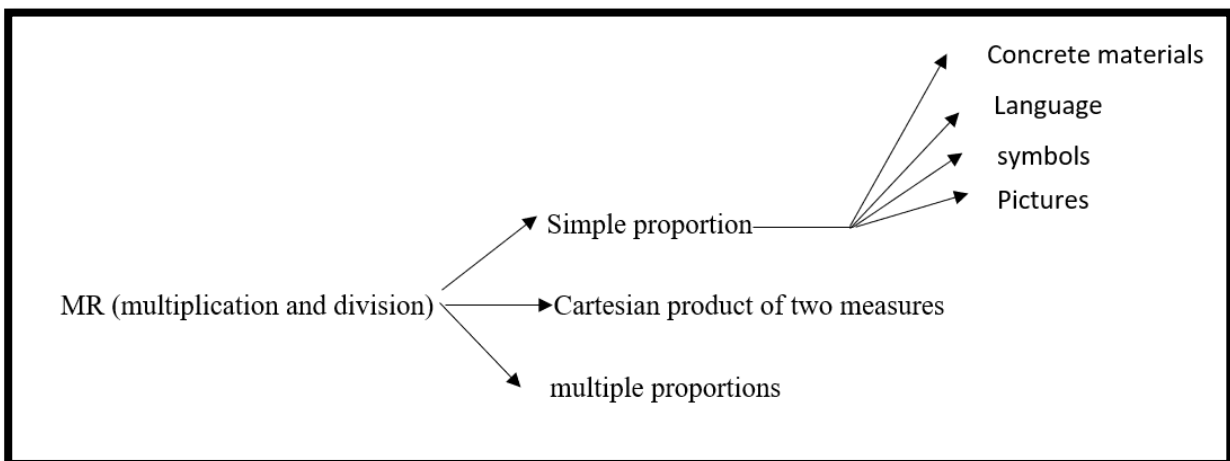 Concrete materials
Language
symbols
Pictures
Simple proportion
MR (multiplication and division)
Cartesian product of two measures
multiple proportions